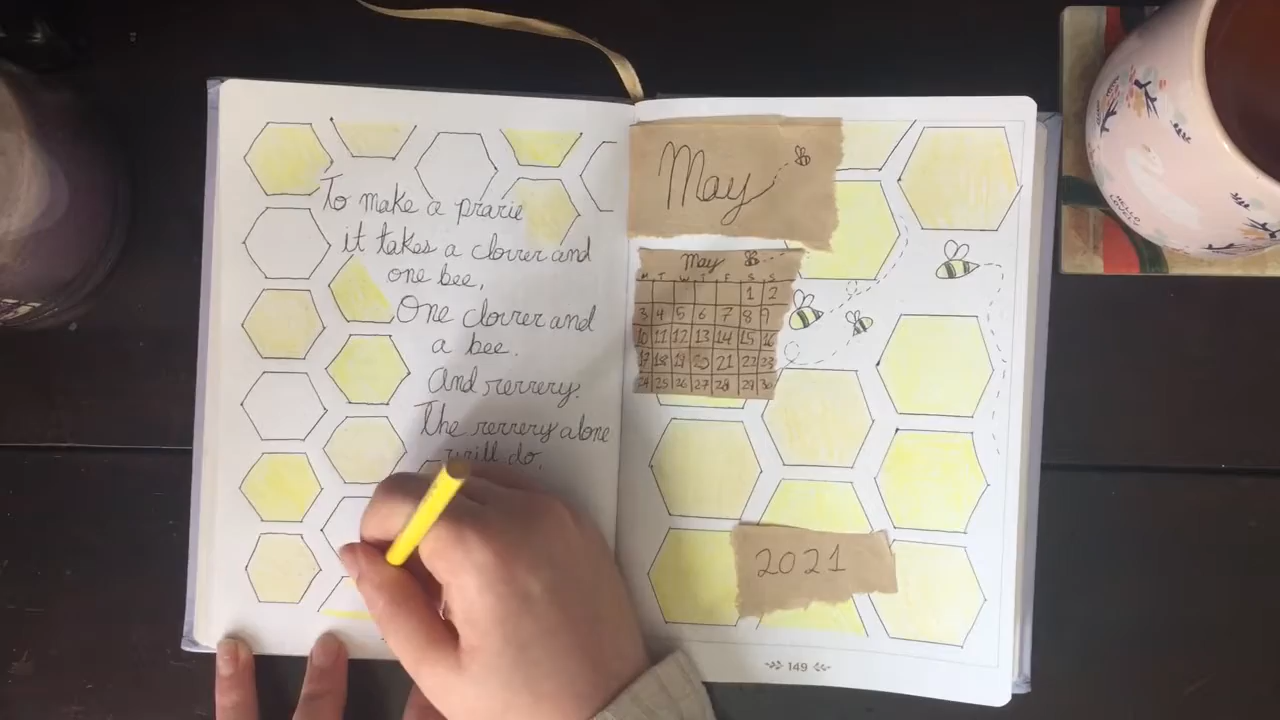 To make a prarie
it takes a clover and
one bee,
One clover and
a bee.
And revery.
The revery alone
will do,
May
May
M T W T F S S
1 2
3 4 5 6 7 8 9
10 11 12 13 14 15 16
17 18 19 20 21 22 23
24 25 26 27 28 29 30
2021
149